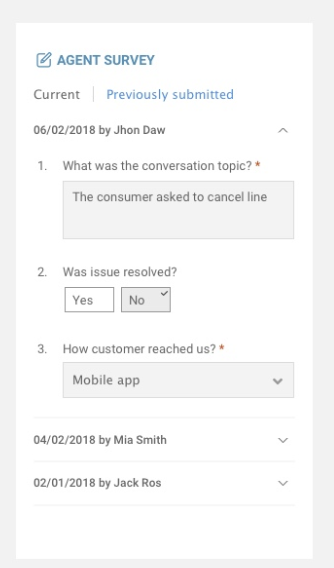 AGENT SURVEY
Current | Previously submitted
06/02/2018 by Jhon Daw
1. What was the conversation topic? *
The consumer asked to cancel line
2. Was issue resolved?
Yes No
3. How customer reached us? *
Mobile app
04/02/2018 by Mia Smith
02/01/2018 by Jack Ros